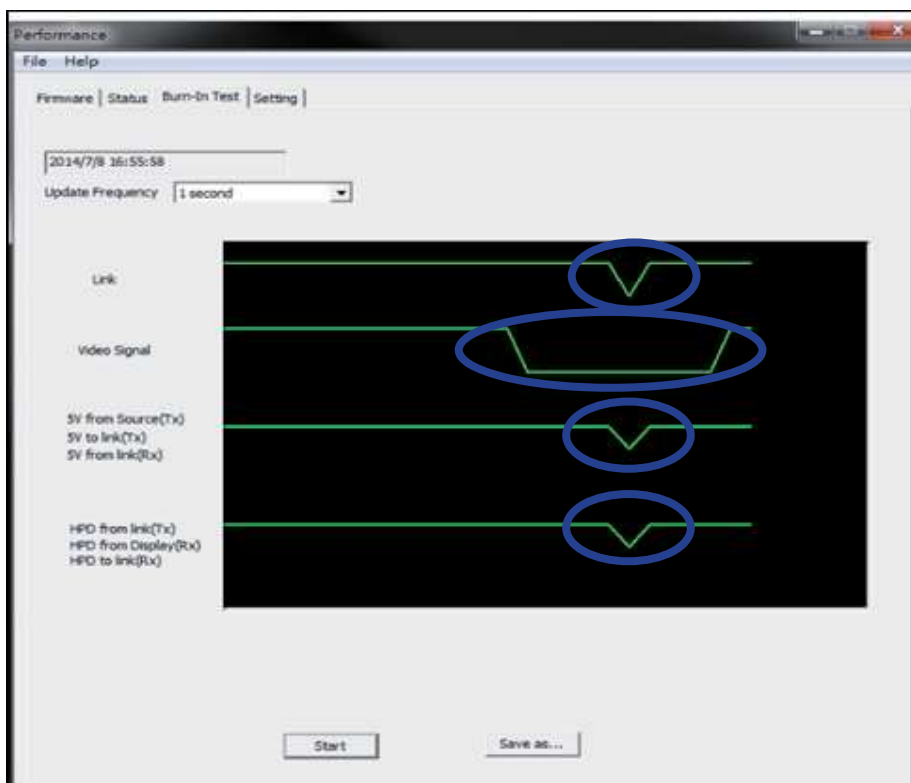 Performance
File Help
Firmware | Status Burn-In Test | Setting |
2014/7/8 16:55:58
Update Frequency 1 second
Link
Video Signal
5V from Source(Tx)
5V to link(Tx)
5V from link(Rx)
HPD from link(Tx)
HPD from Display(Rx)
HPD to link(Rx)
Start Save as...